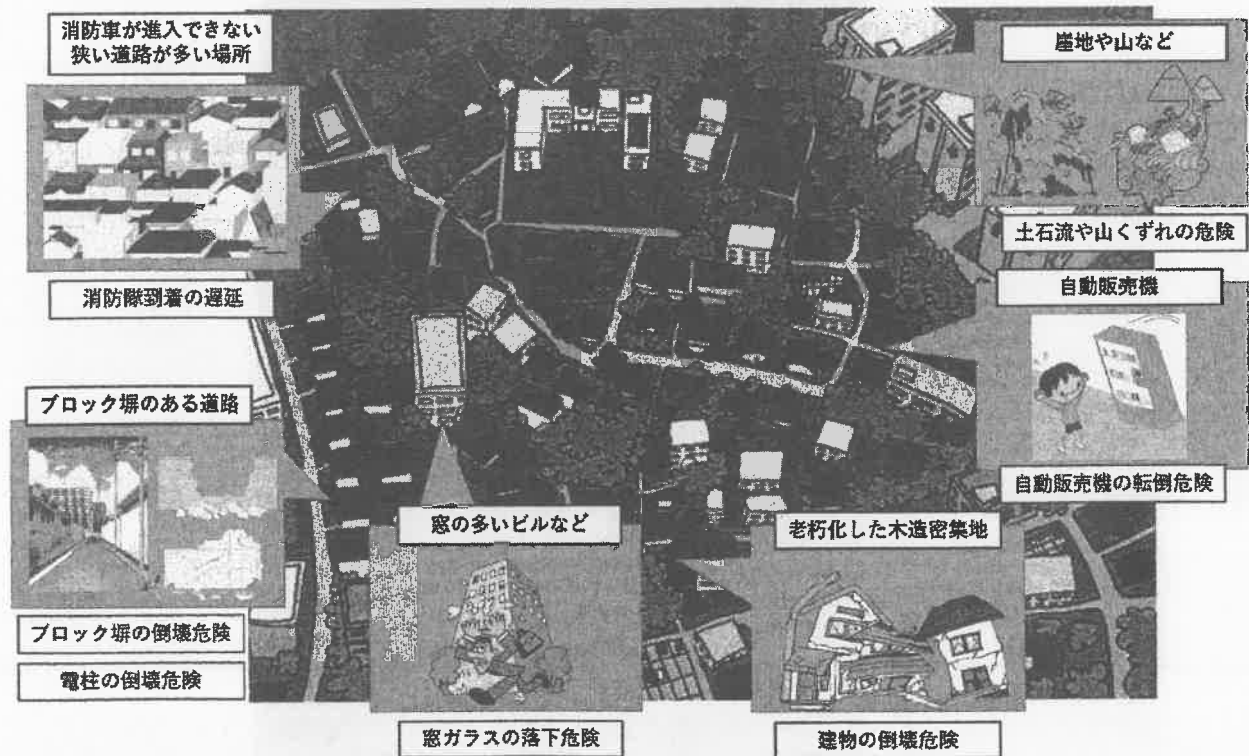 消防車が進入できない
狭い道路が多い場所
消防隊到着の遅延
崖地や山など
土石流や山くずれの危険
自動販売機
自動販売機の転倒危険
ブロック塀のある道路
ブロック塀の倒壊危険
電柱の倒壊危険
窓の多いビルなど
窓ガラスの落下危険
老朽化した木造密集地
建物の倒壊危険